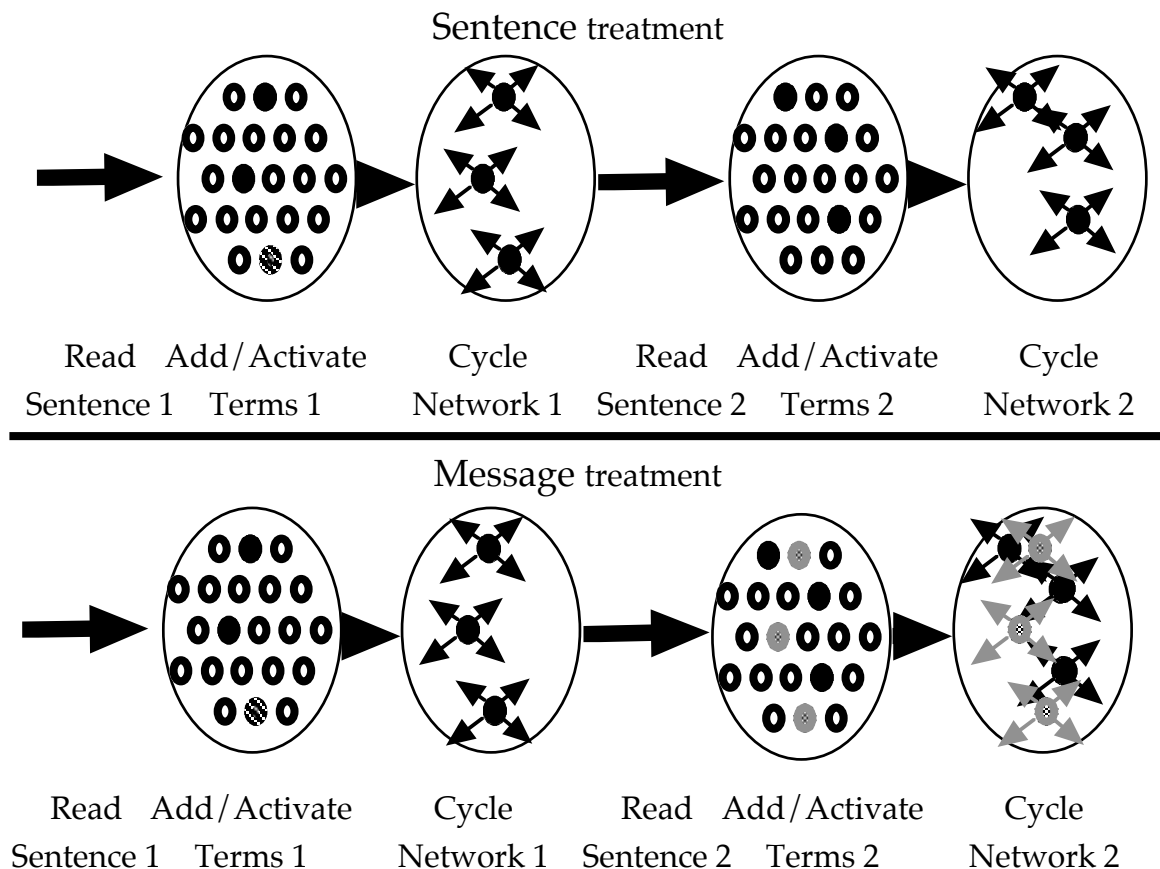 Sentence treatment
Read Add/Activate Cycle Read Add/Activate Cycle
Sentence 1 Terms 1 Network 1 Sentence 2 Terms 2 Network 2
Message treatment
Read Add/Activate Cycle Read Add/Activate Cycle
Sentence 1 Terms 1 Network 1 Sentence 2 Terms 2 Network 2